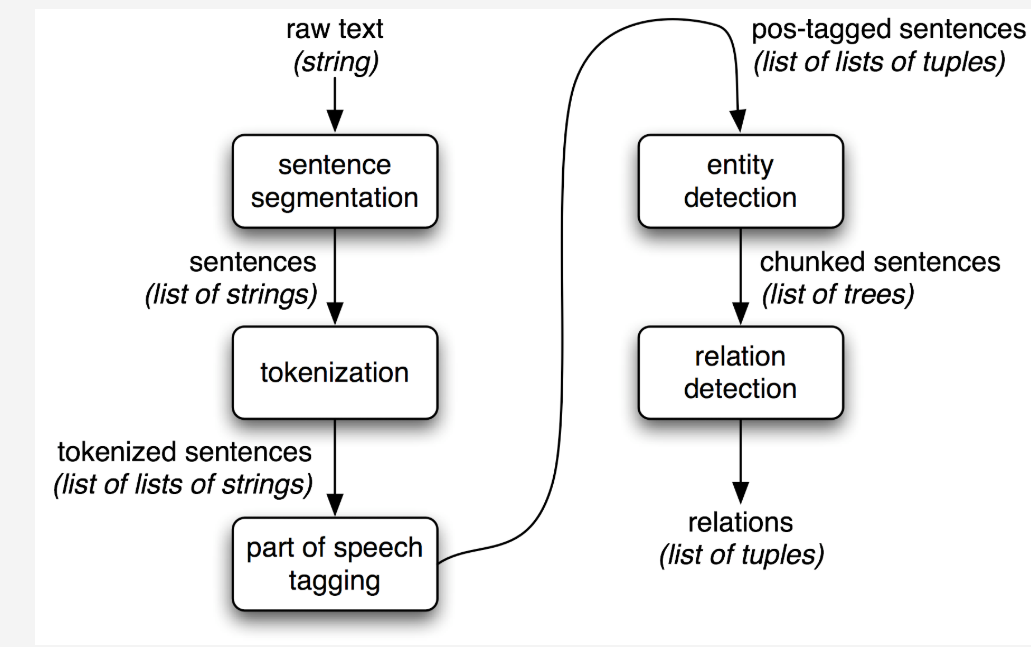 raw text
(string)
sentence
segmentation
sentences
(list of strings)
tokenization
tokenized sentences
(list of lists of strings)
part of speech
tagging
pos-tagged sentences
(list of lists of tuples)
entity
detection
chunked sentences
(list of trees)
relation
detection
relations
(list of tuples)